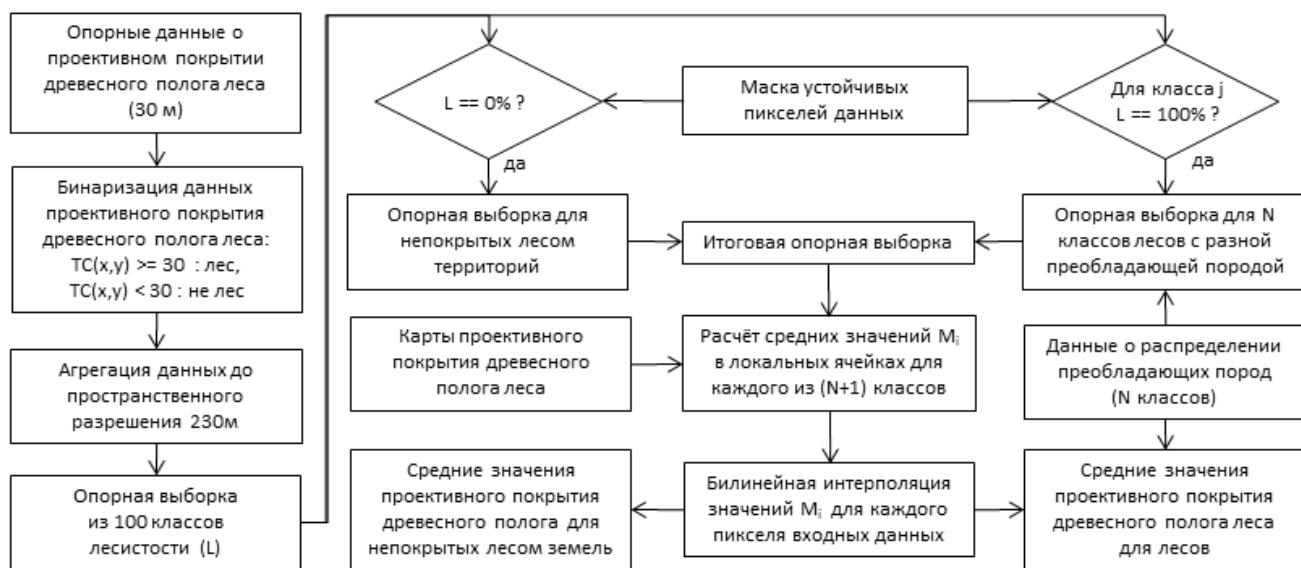 Опорные данные о
проективном покрытии
древесного полога леса
(30 м)
Бинаризация данных
проективного покрытия
древесного полога леса:
TC(x,y) >= 30 : лес,
TC(x,y) < 30 : не лес
Агрегация данных до
пространственного
разрешения 230м
Опорная выборка
из 100 классов
лесистости (L)
L == 0% ?
да
Маска устойчивых
пикселей данных
Для класса j
L == 100% ?
да
Опорная выборка для
непокрытых лесом
территорий
Итоговая опорная выборка
Опорная выборка для N
классов лесов с разной
преобладающей породой
Карты проективного
покрытия древесного
полога леса
Расчёт средних значений Mi
в локальных ячейках для
каждого из (N+1) классов
Данные о распределении
преобладающих пород
(N классов)
Средние значения
проективного покрытия
древесного полога для
непокрытых лесом земель
Билинейная интерполяция
значений Mi для каждого
пикселя входных данных
Средние значения
проективного покрытия
древесного полога леса
для лесов